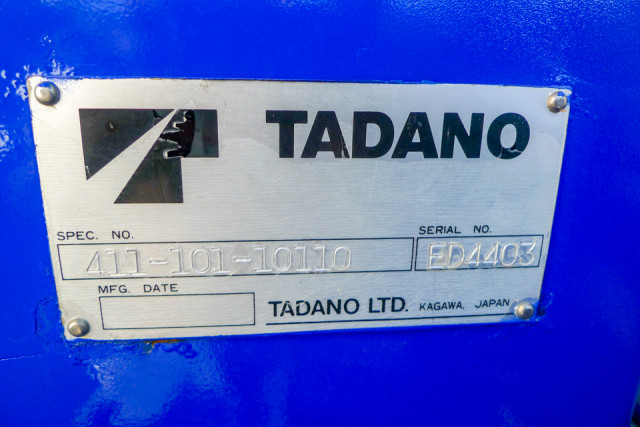 TADANO
SPEC. NO.
SERIAL NO.
411-101-10110
ED4403
MFG. DATE
TADANO LTD. KAGAWA, JAPAN